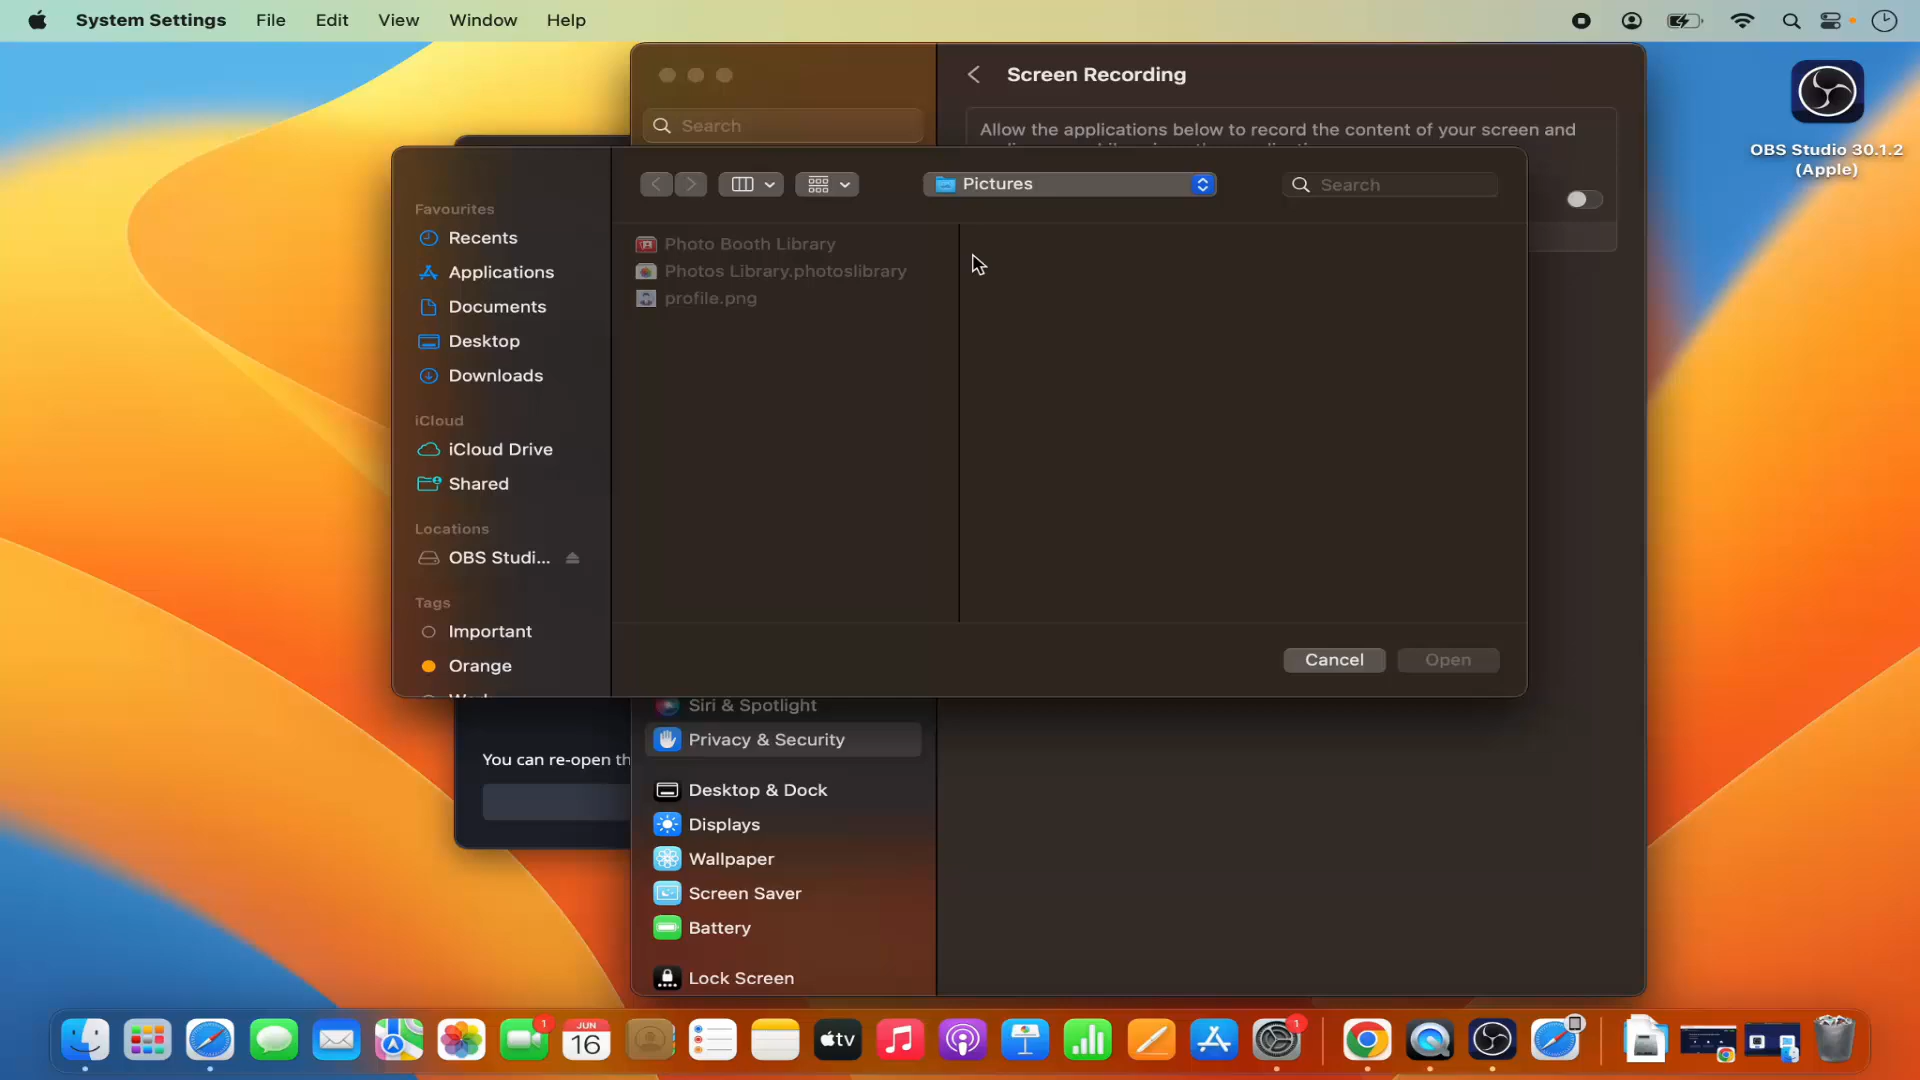 System Settings File Edit View Window Help
Screen Recording
Search
Allow the applications below to record the content of your screen and
OBS Studio 30.1.2
(Apple)
Pictures
Search
Favourites
Recents
Applications
Documents
Desktop
Downloads
iCloud
iCloud Drive
Shared
Locations
OBS Studi...
Tags
Important
Orange
Photo Booth Library
Photos Library.photoslibrary
profile.png
Cancel
Open
Siri & Spotlight
Privacy & Security
Desktop & Dock
Displays
Wallpaper
Screen Saver
Battery
Lock Screen
You can re-open th
1
JUN
16
tv
1